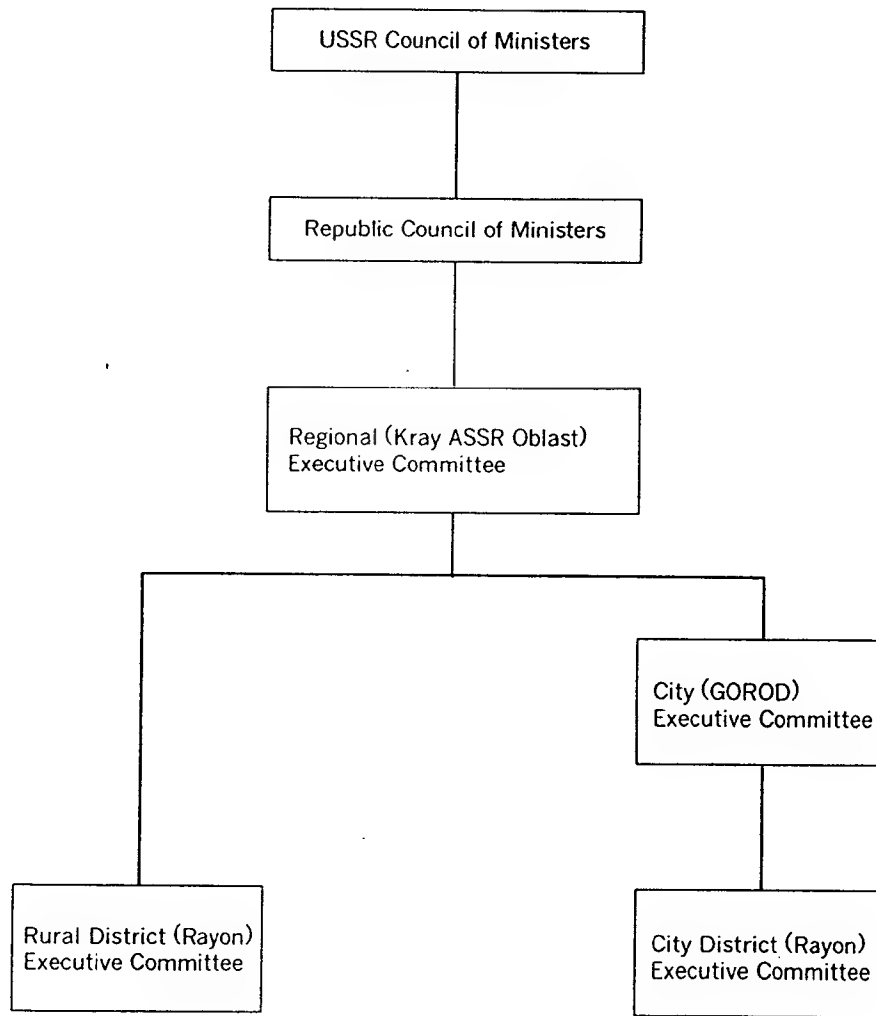 USSR Council of Ministers
Republic Council of Ministers
Regional (Kray ASSR Oblast)
Executive Committee
City (GOROD)
Executive Committee
Rural District (Rayon)
Executive Committee
City District (Rayon)
Executive Committee